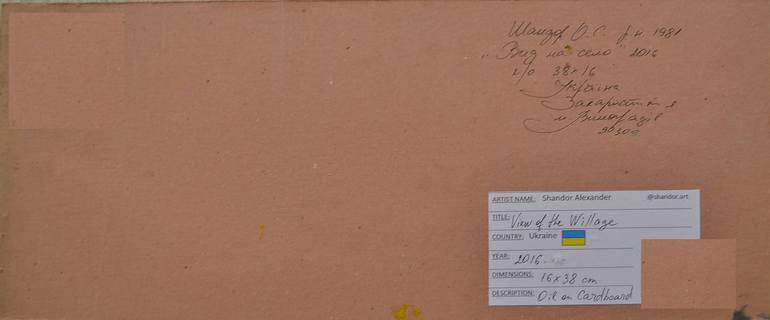 Шандор О.С. р.н. 1981
"Вид на село" 2016
к/о 38×16
Україна
Закарпаття
м Виноградів
90300
ARTIST NAME: Shandor Alexander @shandor.art
TITLE: View of the Willage
COUNTRY: Ukraine
YEAR: 2016
DIMENSIONS: 16×38 cm
DESCRIPTION: Oil on Cardboard